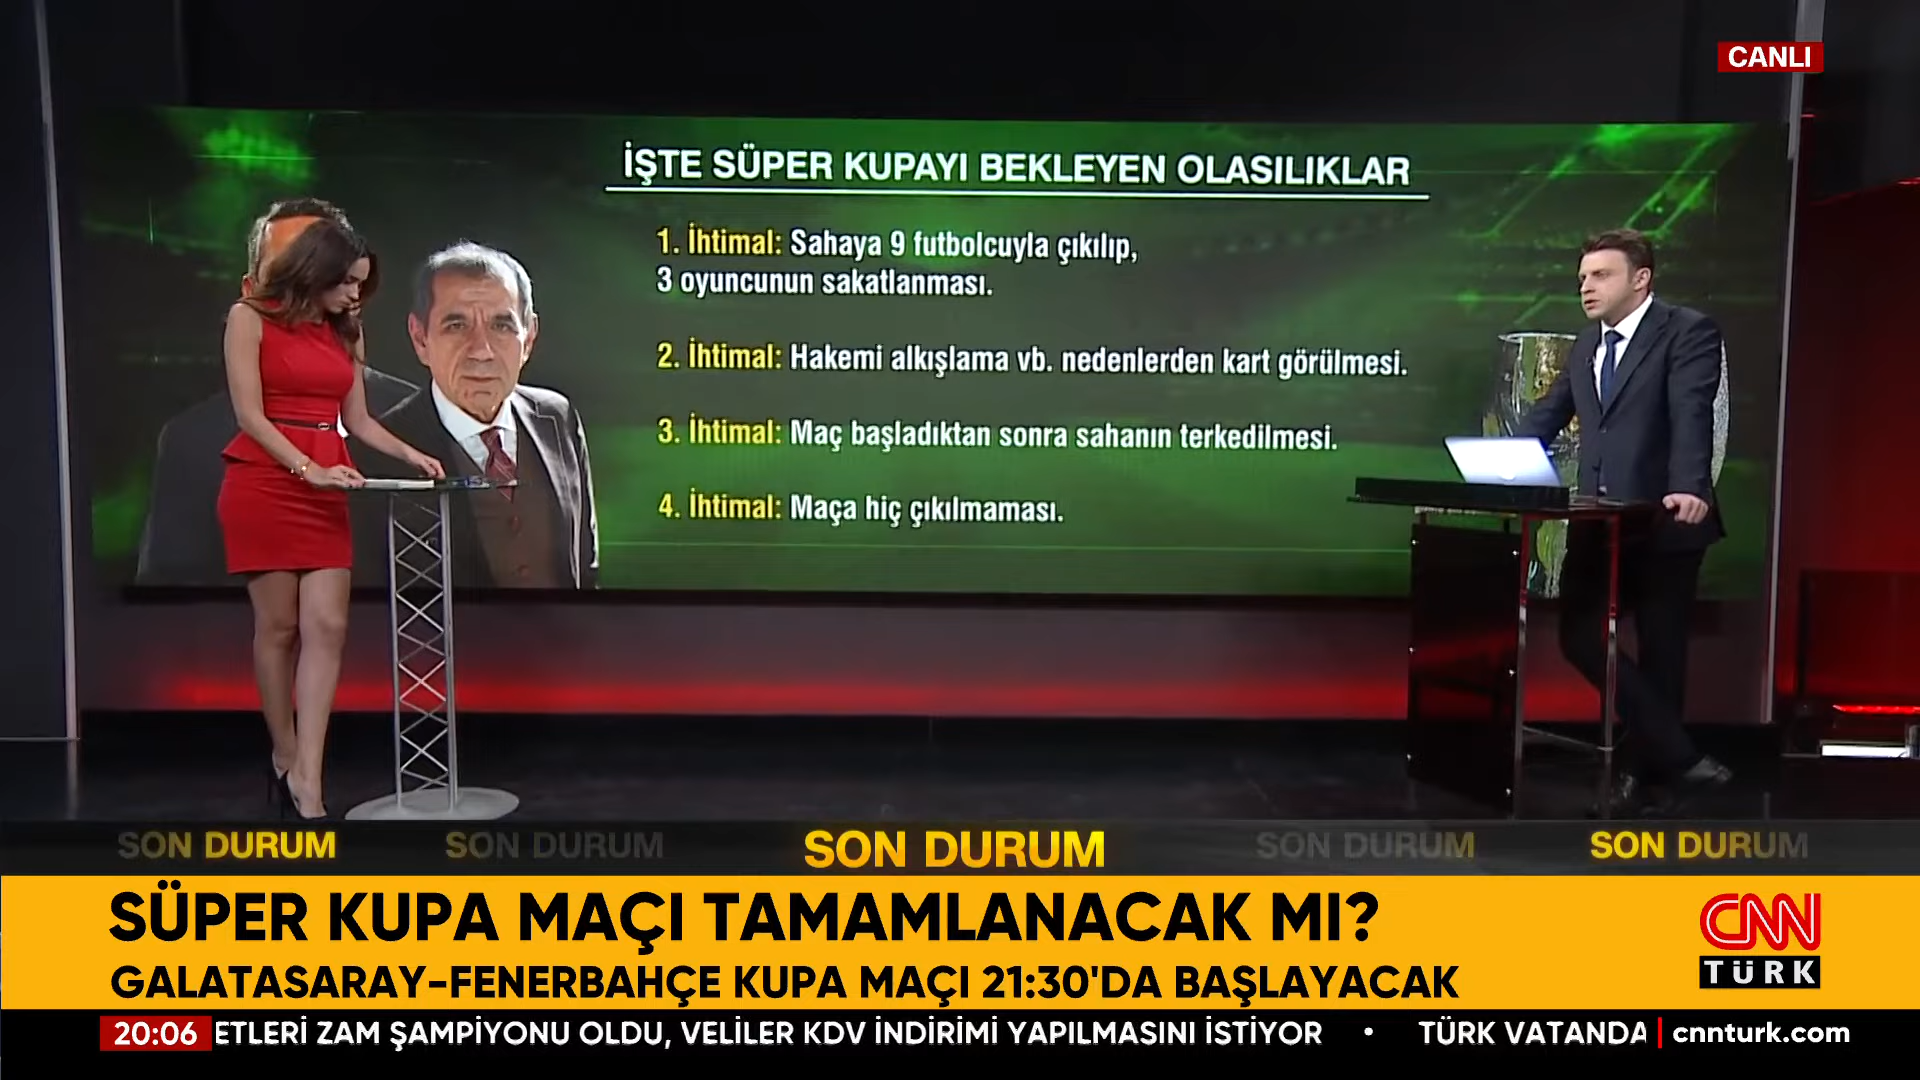 CANLI
İŞTE SÜPER KUPAYI BEKLEYEN OLASILIKLAR
1. İhtimal: Sahaya 9 futbolcuyla çıkılıp,
3 oyuncunun sakatlanması.
2. İhtimal: Hakemi alkışlama vb. nedenlerden kart görülmesi.
3. İhtimal: Maç başladıktan sonra sahanın terkedilmesi.
4. İhtimal: Maça hiç çıkılmaması.
SON DURUM SON DURUM SON DURUM SON DURUM SON DURUM
SÜPER KUPA MAÇI TAMAMLANACAK MI?
GALATASARAY-FENERBAHÇE KUPA MAÇI 21:30'DA BAŞLAYACAK
CNN
TÜRK
20:06 ETLERİ ZAM ŞAMPİYONU OLDU, VELİLER KDV İNDİRİMİ YAPILMASINI İSTİYOR • TÜRK VATANDA | cnnturk.com